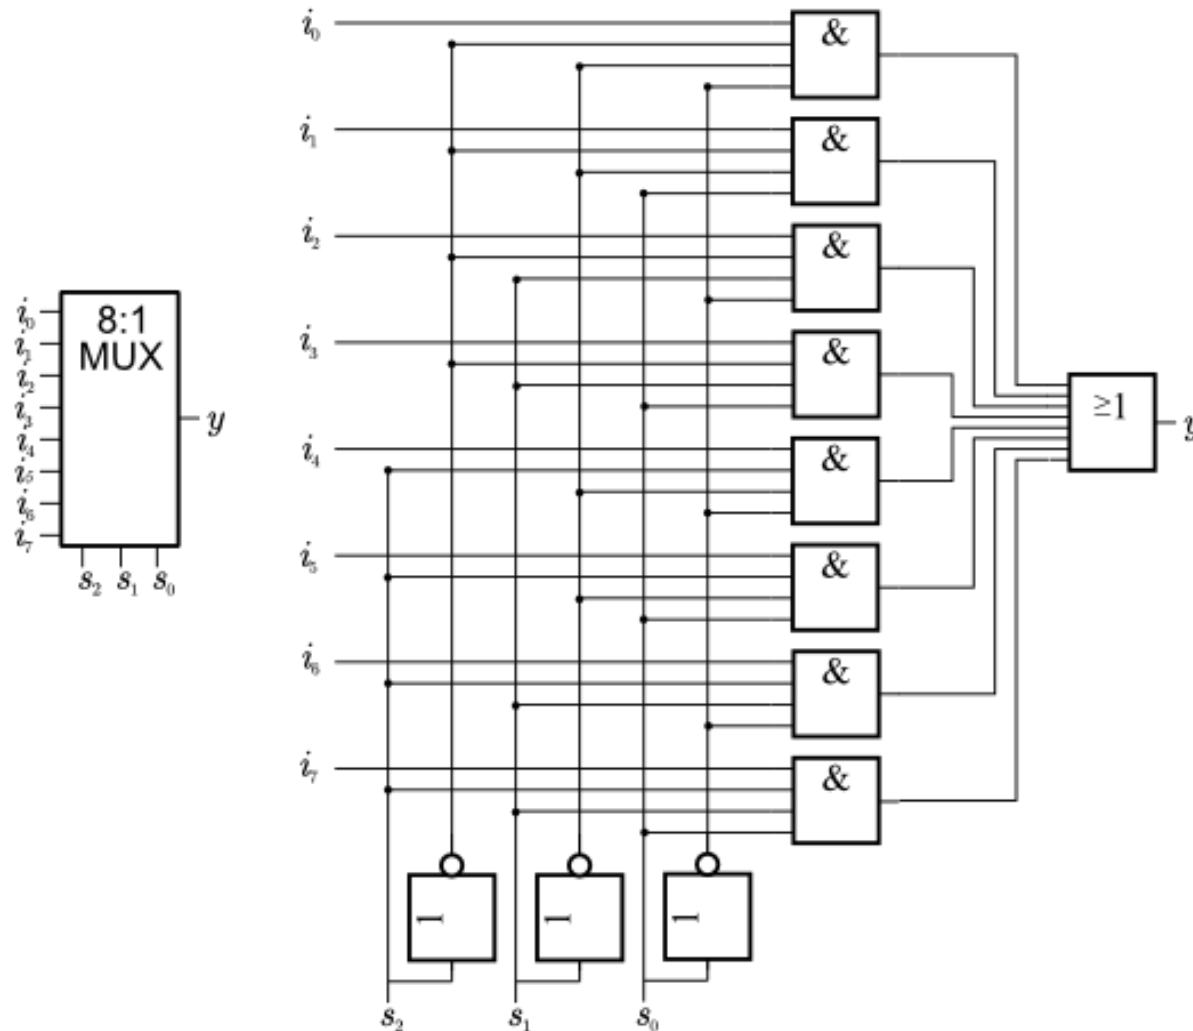 8:1
MUX
i₀
i₁
i₂
i₃
i₄
i₅
i₆
i₇
y
s₂ s₁ s₀
i₀
&
i₁
&
i₂
&
i₃
&
i₄
&
i₅
&
i₆
&
i₇
&
≥1
y
1 1 1
s₂ s₁ s₀